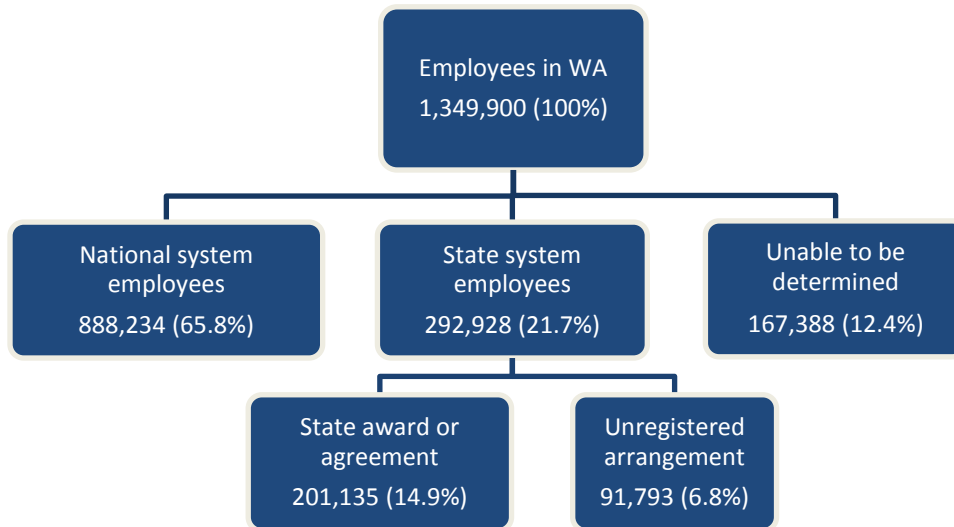 Employees in WA
1,349,900 (100%)
National system
employees
888,234 (65.8%)
State system
employees
292,928 (21.7%)
Unable to be
determined
167,388 (12.4%)
State award or
agreement
201,135 (14.9%)
Unregistered
arrangement
91,793 (6.8%)